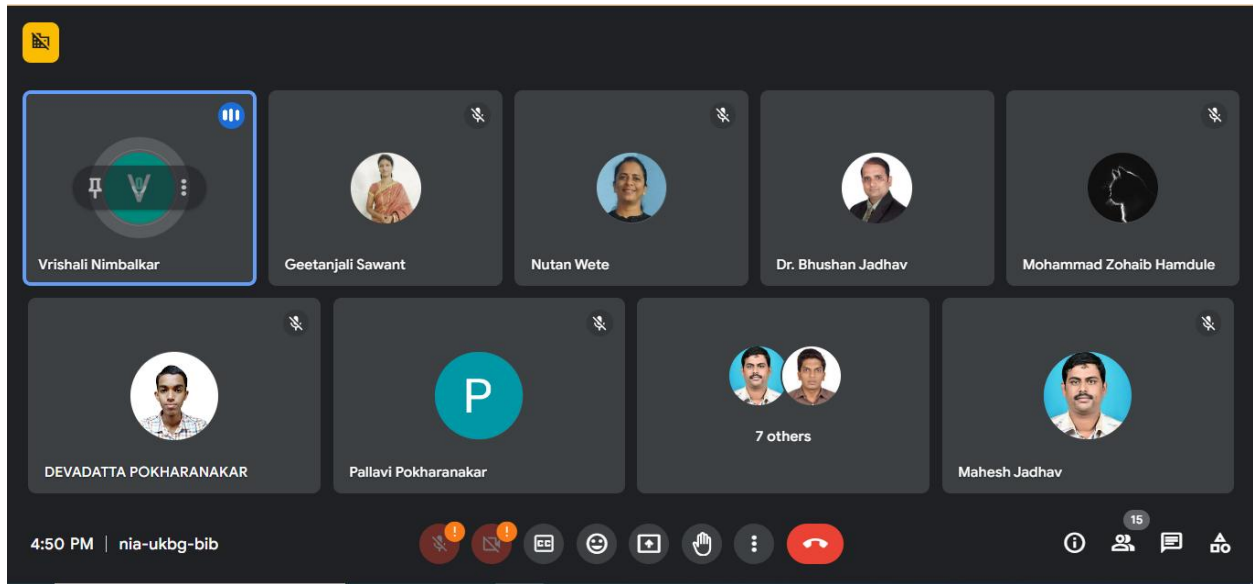 V
Vrishali Nimbalkar
Geetanjali Sawant
Nutan Wete
Dr. Bhushan Jadhav
Mohammad Zohaib Hamdule
DEVADATTA POKHARANAKAR
P
Pallavi Pokharanakar
7 others
Mahesh Jadhav
4:50 PM | nia-ukbg-bib
!
!
CC
15